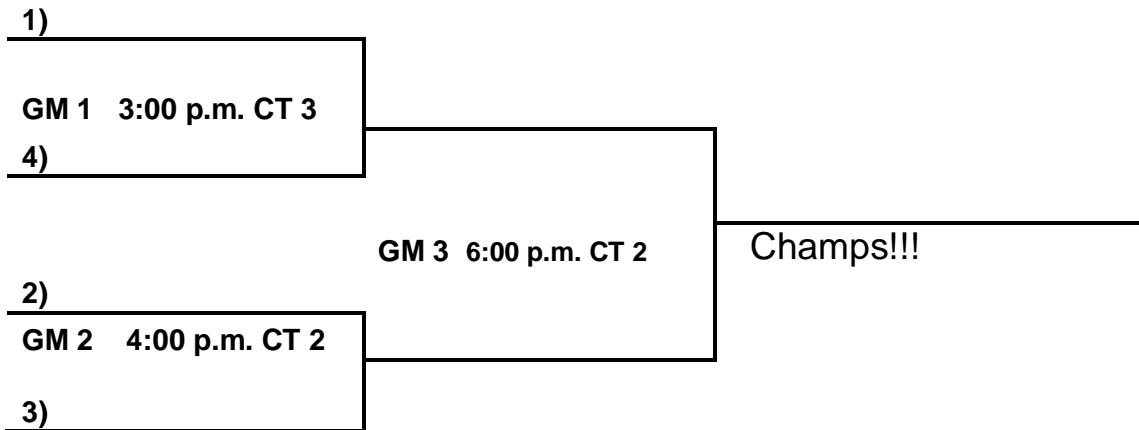 1)
GM 1 3:00 p.m. CT 3
4)
GM 3 6:00 p.m. CT 2
Champs!!!
2)
GM 2 4:00 p.m. CT 2
3)